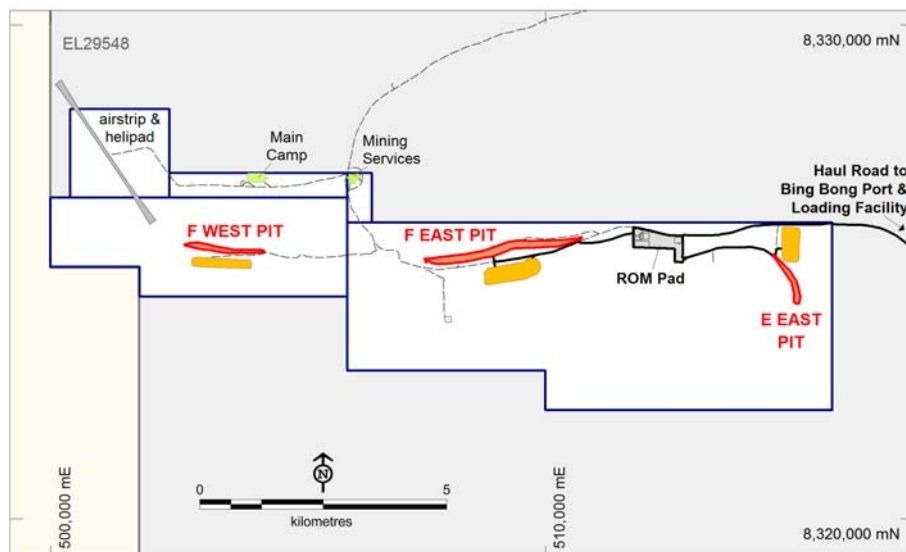 EL29548
8,330,000 mN
airstrip &
helipad
Main
Camp
Mining
Services
Haul Road to
Bing Bong Port &
Loading Facility
F WEST PIT
F EAST PIT
ROM Pad
E EAST
PIT
N
0
5
kilometres
500,000 mE
510,000 mE
8,320,000 mN